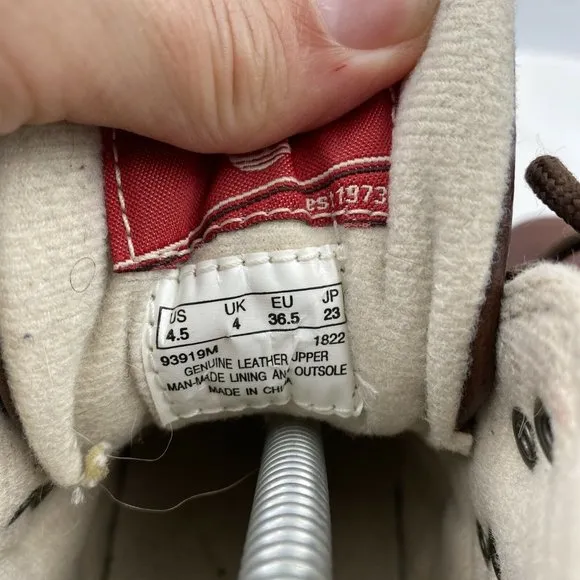 est1973
US UK EU JP
4.5 4 36.5 23
93919M 1822
GENUINE LEATHER UPPER
MAN-MADE LINING AND OUTSOLE
MADE IN CHINA